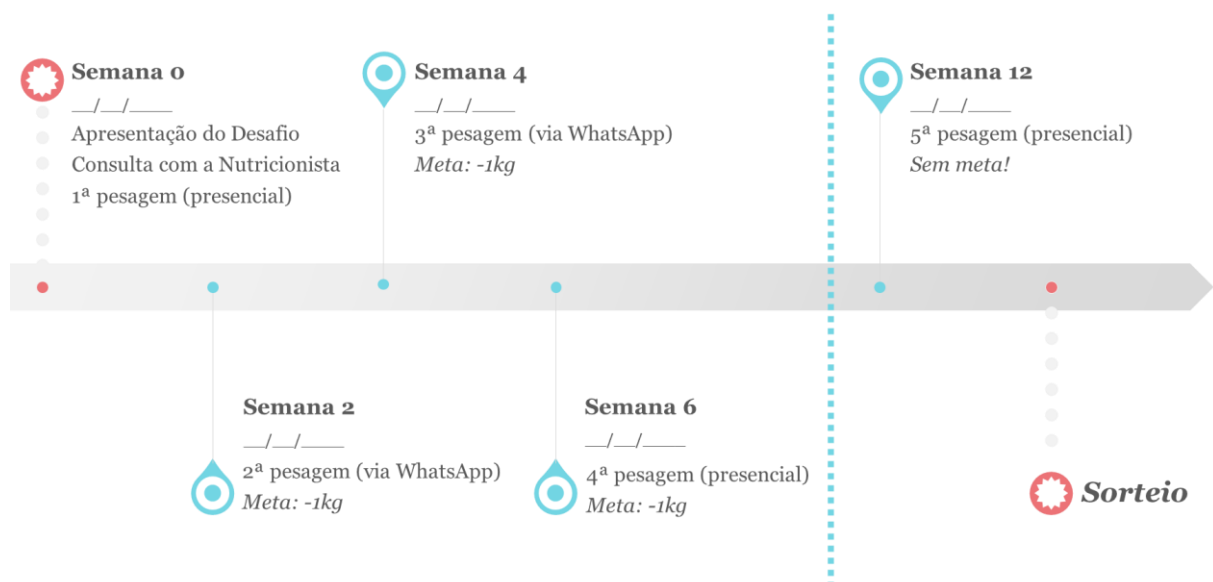 Semana 0
__/__/____
Apresentação do Desafio
Consulta com a Nutricionista
1ª pesagem (presencial)
Semana 4
__/__/____
3ª pesagem (via WhatsApp)
Meta: -1kg
Semana 12
__/__/____
5ª pesagem (presencial)
Sem meta!
Semana 2
__/__/____
2ª pesagem (via WhatsApp)
Meta: -1kg
Semana 6
__/__/____
4ª pesagem (presencial)
Meta: -1kg
Sorteio